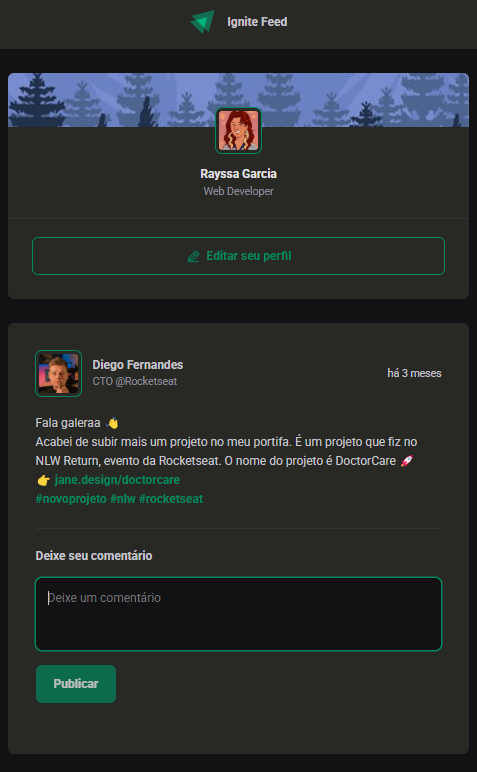 Ignite Feed
Rayssa Garcia
Web Developer
Editar seu perfil
Diego Fernandes
CTO @Rocketseat
há 3 meses
Fala galeraa 👋
Acabei de subir mais um projeto no meu portifa. É um projeto que fiz no
NLW Return, evento da Rocketseat. O nome do projeto é DoctorCare 🚀
👉 jane.design/doctorcare
#novoprojeto #nlw #rocketseat
Deixe seu comentário
Deixe um comentário
Publicar